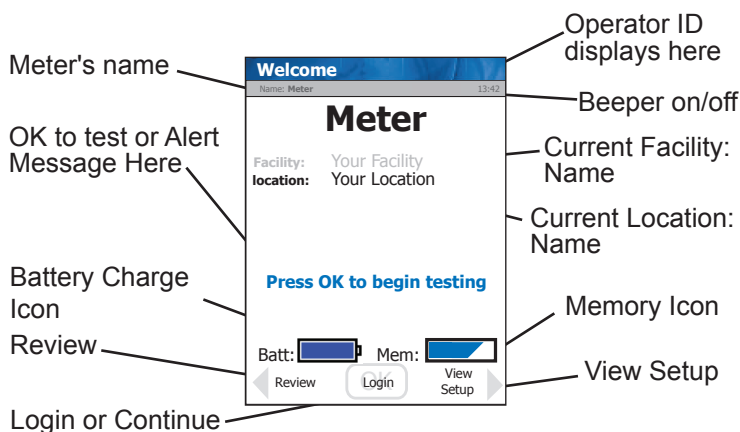 Operator ID
displays here
Meter's name
Welcome
Name: Meter 13:42
Beeper on/off
Meter
OK to test or Alert
Message Here
Facility: Your Facility
location: Your Location
Current Facility:
Name
Current Location:
Name
Press OK to begin testing
Battery Charge
Icon
Memory Icon
Review
Batt: Mem:
Review
OK
Login
View
Setup
View Setup
Login or Continue